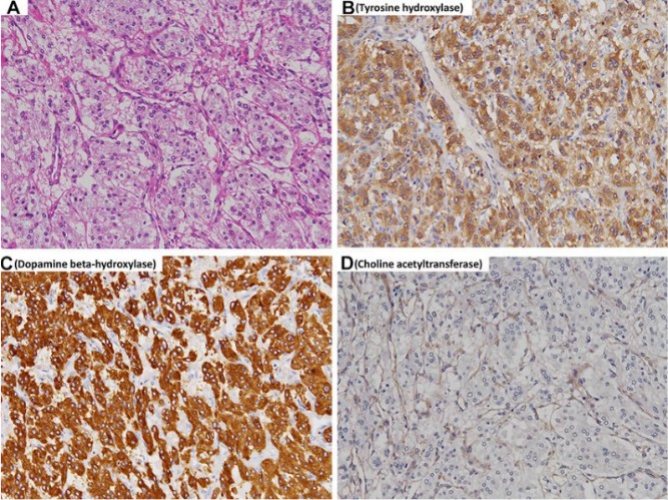 A
B (Tyrosine hydroxylase)
C (Dopamine beta-hydroxylase)
D (Choline acetyltransferase)